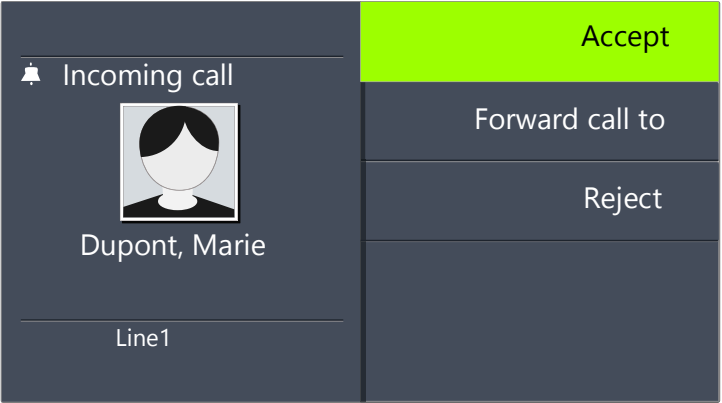 Incoming call
Dupont, Marie
Line1
Accept
Forward call to
Reject